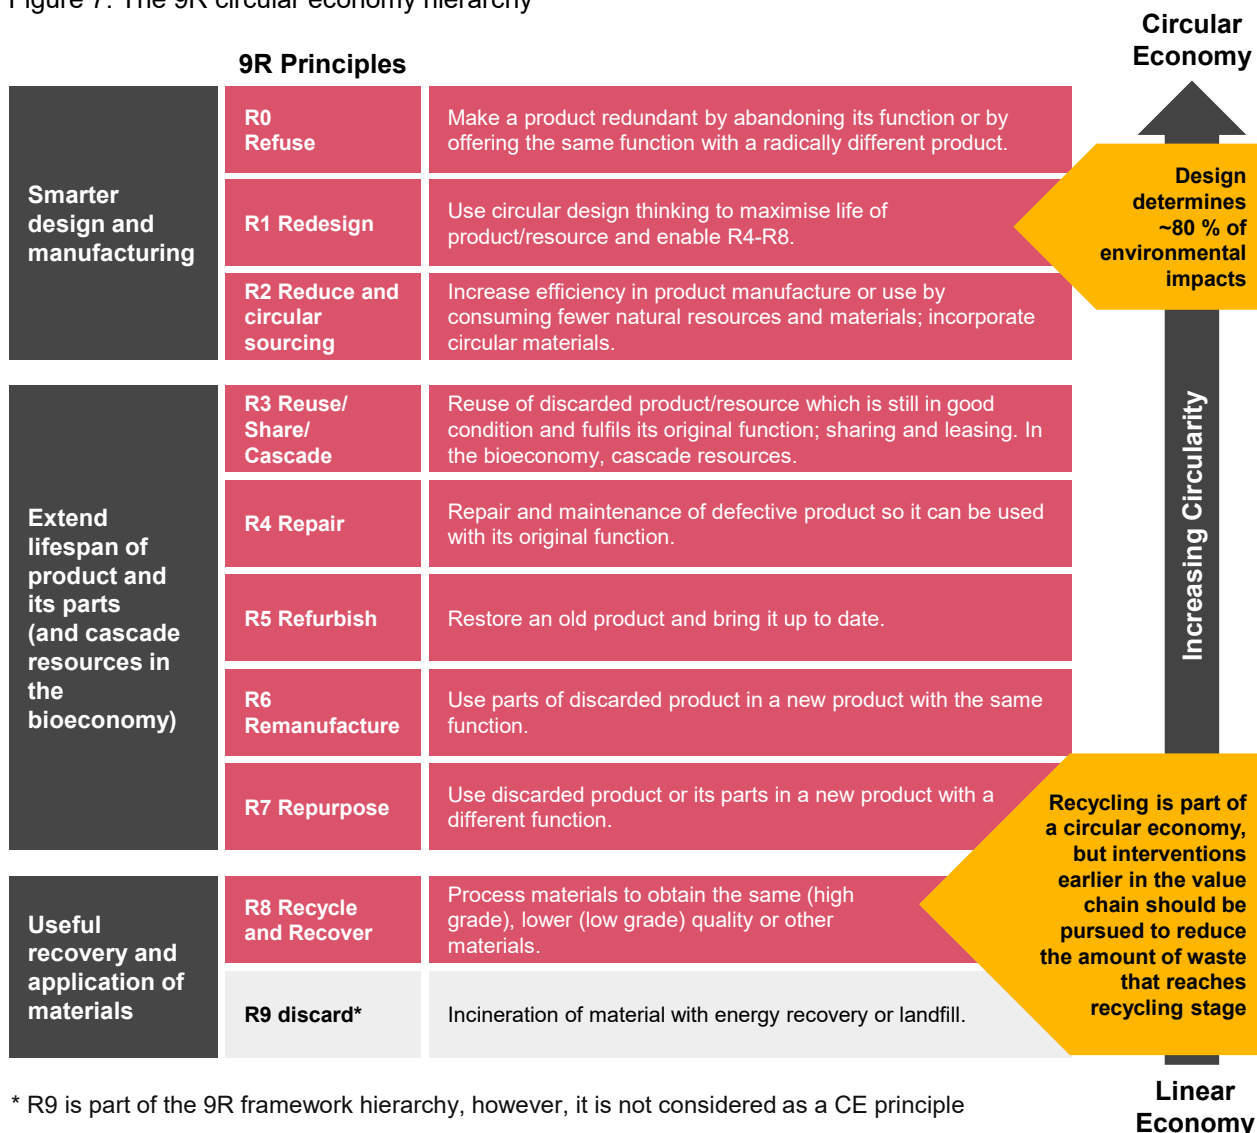 Figure 7: The 9R circular economy hierarchy
Circular
Economy
9R Principles
Smarter
design and
manufacturing
R0
Refuse
Make a product redundant by abandoning its function or by
offering the same function with a radically different product.
R1 Redesign
Use circular design thinking to maximise life of
product/resource and enable R4-R8.
R2 Reduce and
circular
sourcing
Increase efficiency in product manufacture or use by
consuming fewer natural resources and materials; incorporate
circular materials.
Design
determines
~80 % of
environmental
impacts
Extend
lifespan of
product and
its parts
(and cascade
resources in
the
bioeconomy)
R3 Reuse/
Share/
Cascade
Reuse of discarded product/resource which is still in good
condition and fulfils its original function; sharing and leasing. In
the bioeconomy, cascade resources.
R4 Repair
Repair and maintenance of defective product so it can be used
with its original function.
R5 Refurbish
Restore an old product and bring it up to date.
R6
Remanufacture
Use parts of discarded product in a new product with the same
function.
R7 Repurpose
Use discarded product or its parts in a new product with a
different function.
Increasing Circularity
Useful
recovery and
application of
materials
R8 Recycle
and Recover
Process materials to obtain the same (high
grade), lower (low grade) quality or other
materials.
R9 discard*
Incineration of material with energy recovery or landfill.
Recycling is part of
a circular economy,
but interventions
earlier in the value
chain should be
pursued to reduce
the amount of waste
that reaches
recycling stage
Linear
Economy
* R9 is part of the 9R framework hierarchy, however, it is not considered as a CE principle